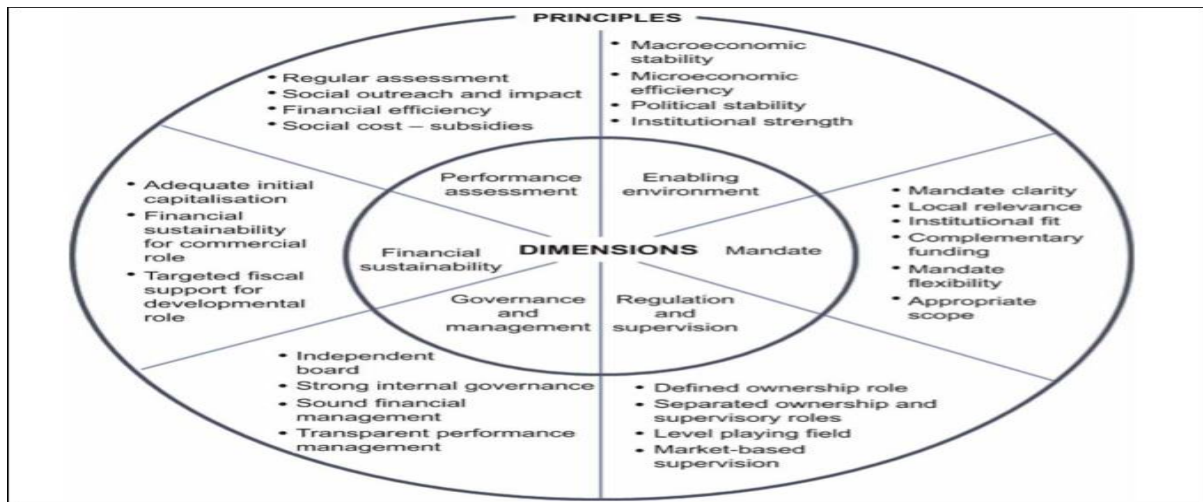 PRINCIPLES
• Regular assessment
• Social outreach and impact
• Financial efficiency
• Social cost – subsidies
• Macroeconomic
stability
• Microeconomic
efficiency
• Political stability
• Institutional strength
Performance
assessment
Enabling
environment
• Adequate initial
capitalisation
• Financial
sustainability
for commercial
role
• Targeted fiscal
support for
developmental
role
Financial
sustainability
DIMENSIONS
Mandate
• Mandate clarity
• Local relevance
• Institutional fit
• Complementary
funding
• Mandate
flexibility
• Appropriate
scope
Governance
and
management
Regulation
and
supervision
• Independent
board
• Strong internal governance
• Sound financial
management
• Transparent performance
management
• Defined ownership role
• Separated ownership and
supervisory roles
• Level playing field
• Market-based
supervision